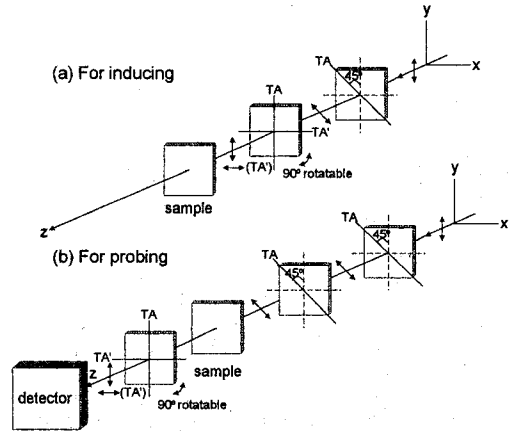 y
x
(a) For inducing
TA
45°
TA
TA'
(TA')
90° rotatable
sample
z
y
x
(b) For probing
TA
45°
TA
45°
TA
TA'
z
(TA')
90° rotatable
sample
detector